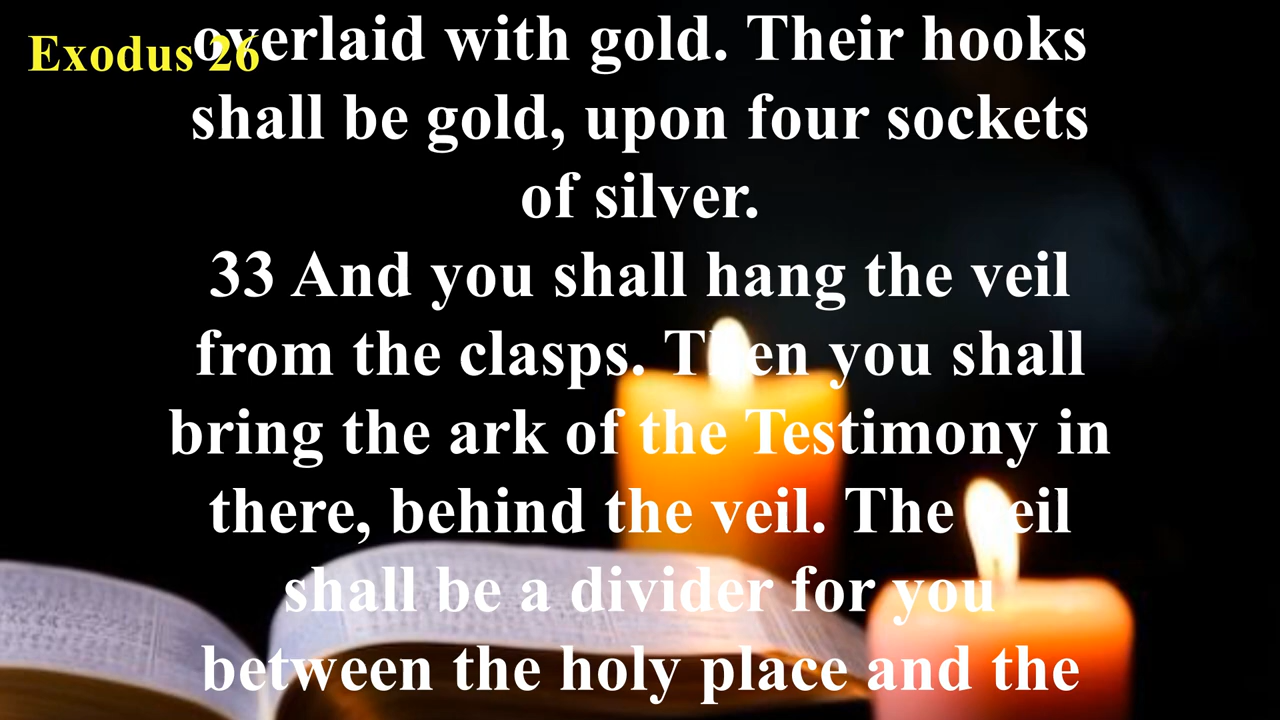 Exodus 26
overlaid with gold. Their hooks
shall be gold, upon four sockets
of silver.
33 And you shall hang the veil
from the clasps. Then you shall
bring the ark of the Testimony in
there, behind the veil. The veil
shall be a divider for you
between the holy place and the